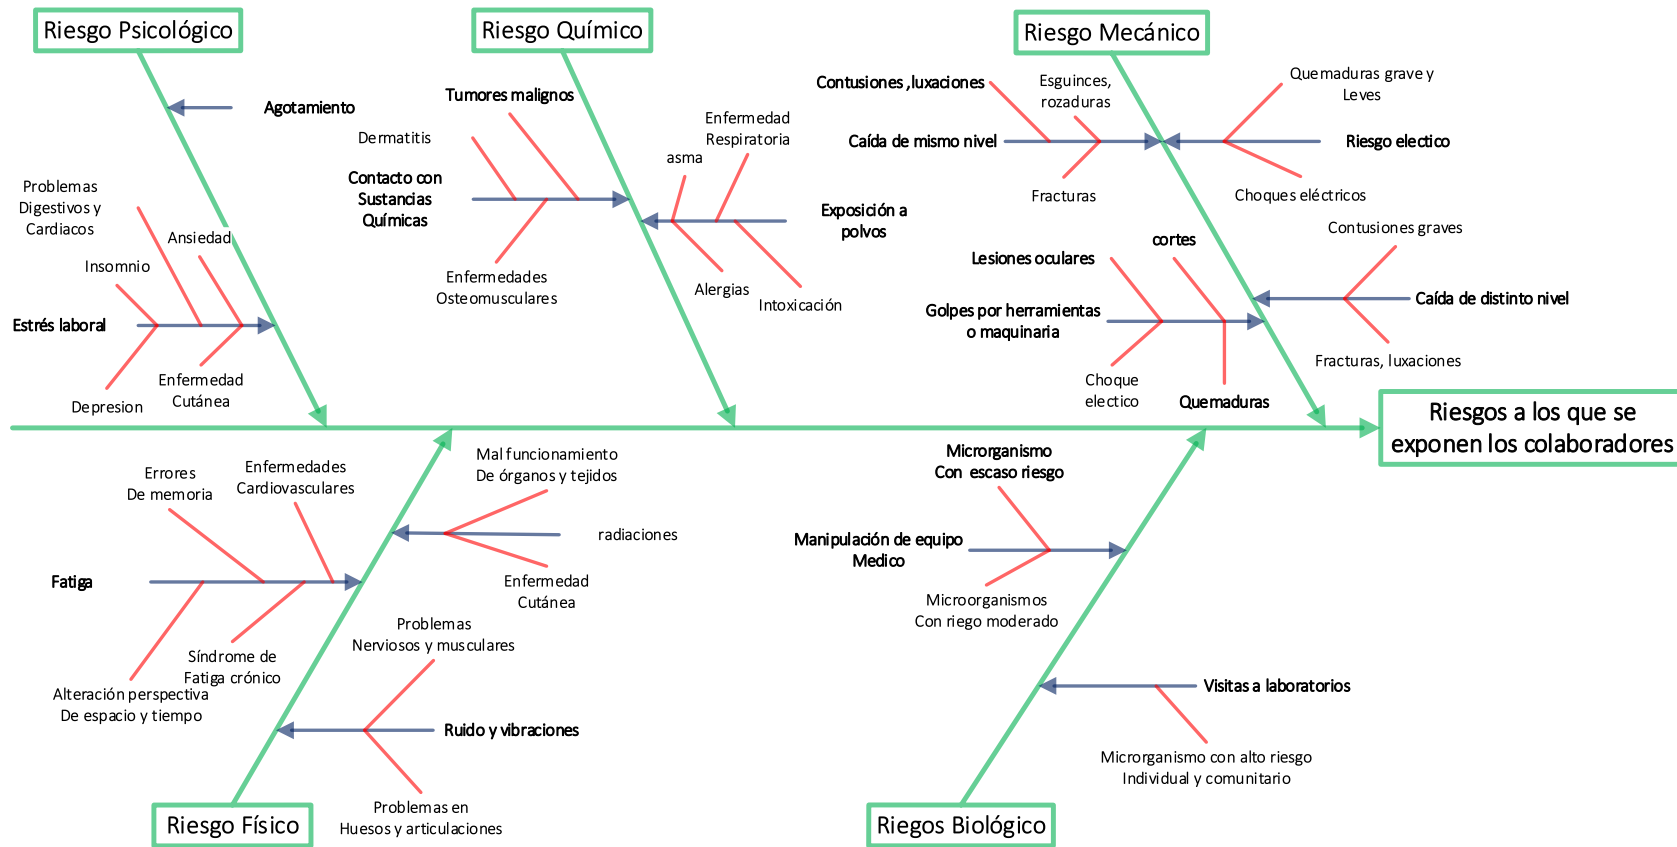 Riesgo Psicológico
Agotamiento
Problemas
Digestivos y
Cardiacos
Ansiedad
Insomnio
Estrés laboral
Depresion
Enfermedad
Cutánea
Riesgo Químico
Tumores malignos
Dermatitis
Contacto con
Sustancias
Químicas
Enfermedades
Osteomusculares
Enfermedad
Respiratoria
asma
Exposición a
polvos
Alergias
Intoxicación
Riesgo Mecánico
Contusiones ,luxaciones
Esguinces,
rozaduras
Caída de mismo nivel
Fracturas
Quemaduras grave y
Leves
Riesgo electico
Choques eléctricos
cortes
Lesiones oculares
Golpes por herramientas
o maquinaria
Choque
electico
Quemaduras
Contusiones graves
Caída de distinto nivel
Fracturas, luxaciones
Riesgos a los que se
exponen los colaboradores
Errores
De memoria
Enfermedades
Cardiovasculares
Fatiga
Síndrome de
Fatiga crónico
Alteración perspectiva
De espacio y tiempo
Mal funcionamiento
De órganos y tejidos
radiaciones
Enfermedad
Cutánea
Problemas
Nerviosos y musculares
Ruido y vibraciones
Problemas en
Huesos y articulaciones
Riesgo Físico
Microrganismo
Con escaso riesgo
Manipulación de equipo
Medico
Microorganismos
Con riego moderado
Visitas a laboratorios
Microrganismo con alto riesgo
Individual y comunitario
Riegos Biológico